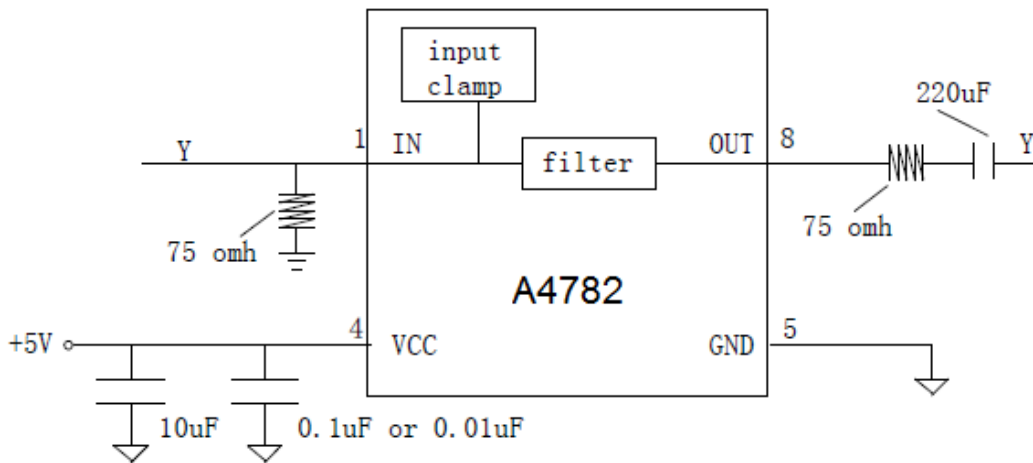 input
clamp
220uF
Y
1
IN
filter
OUT
8
Y
75 omh
75 omh
A4782
+5V
4
VCC
GND
5
10uF
0.1uF or 0.01uF